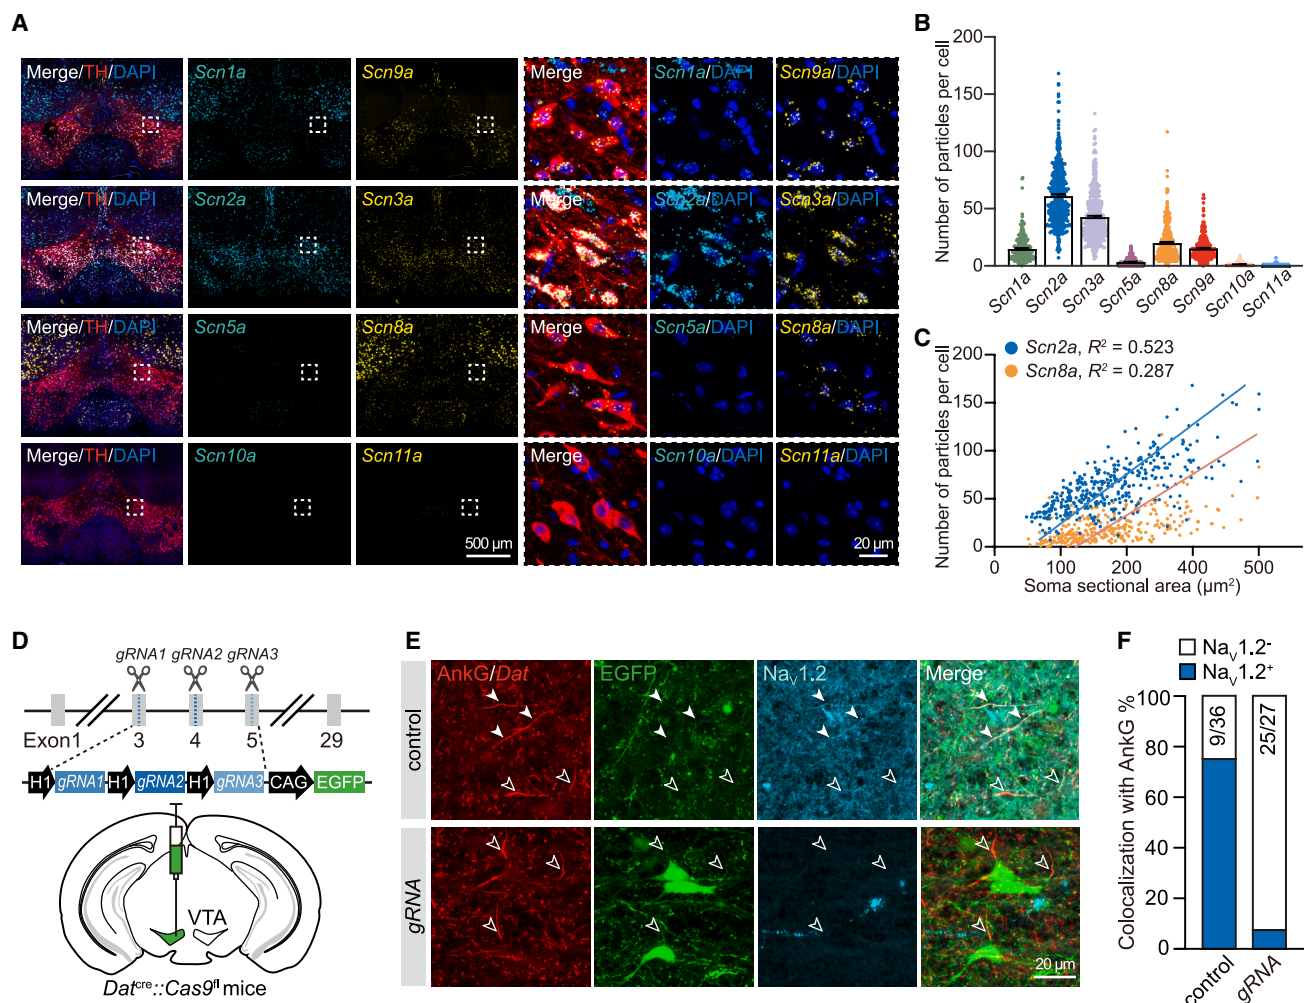 A
Merge/TH/DAPI
Scn1a
Scn9a
Merge
Scn1a/DAPI
Scn9a/DAPI
Merge/TH/DAPI
Scn2a
Scn3a
Merge
Scn2a/DAPI
Scn3a/DAPI
Merge/TH/DAPI
Scn5a
Scn8a
Merge
Scn5a/DAPI
Scn8a/DAPI
Merge/TH/DAPI
Scn10a
Scn11a
Merge
Scn10a/DAPI
Scn11a/DAPI
500 µm
20 µm
B
Number of particles per cell
200
150
100
50
0
Scn1a
Scn2a
Scn3a
Scn5a
Scn8a
Scn9a
Scn10a
Scn11a
C
Scn2a, R² = 0.523
Scn8a, R² = 0.287
Number of particles per cell
200
150
100
50
0
0 100 200 300 400 500
Soma sectional area (µm²)
D
gRNA1 gRNA2 gRNA3
Exon1 3 4 5 29
H1 gRNA1 H1 gRNA2 H1 gRNA3 CAG EGFP
VTA
Datᶜʳᵉ::Cas9ᶠˡ mice
E
control
AnkG/Dat
EGFP
Naᵥ1.2
Merge
gRNA
20 µm
F
Naᵥ1.2⁻
Naᵥ1.2⁺
Colocalization with AnkG %
100
80
60
40
20
0
9/36
25/27
control
gRNA